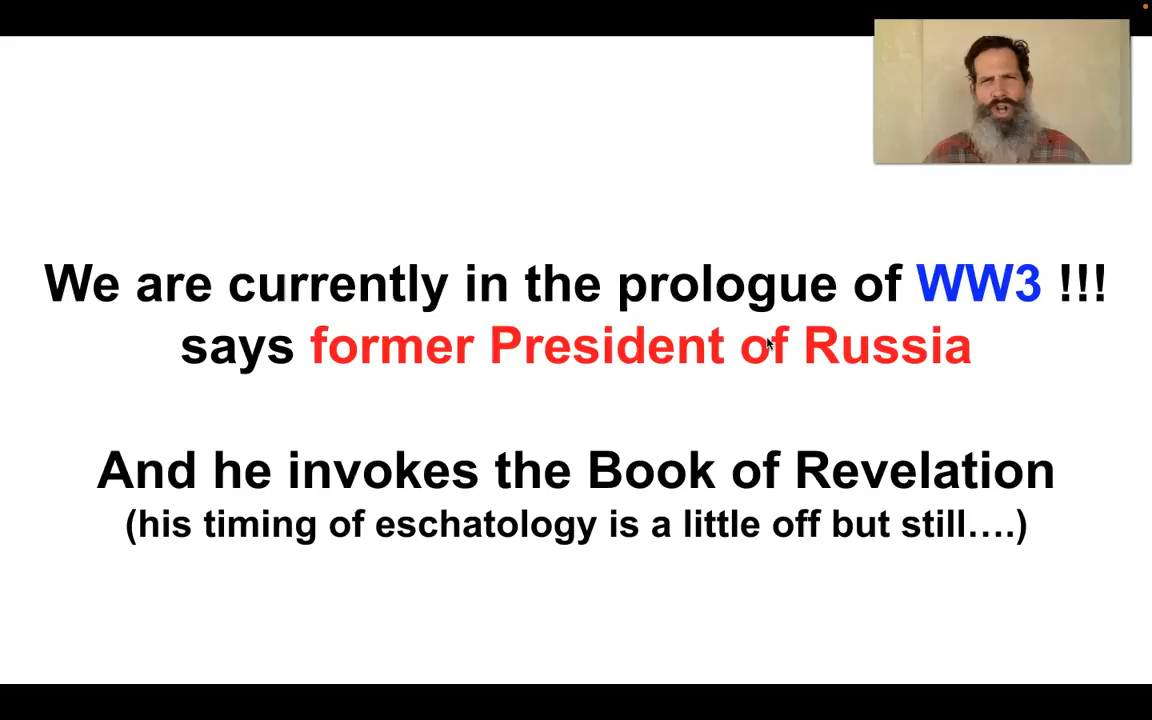 We are currently in the prologue of WW3 !!!
says former President of Russia
And he invokes the Book of Revelation
(his timing of eschatology is a little off but still….)